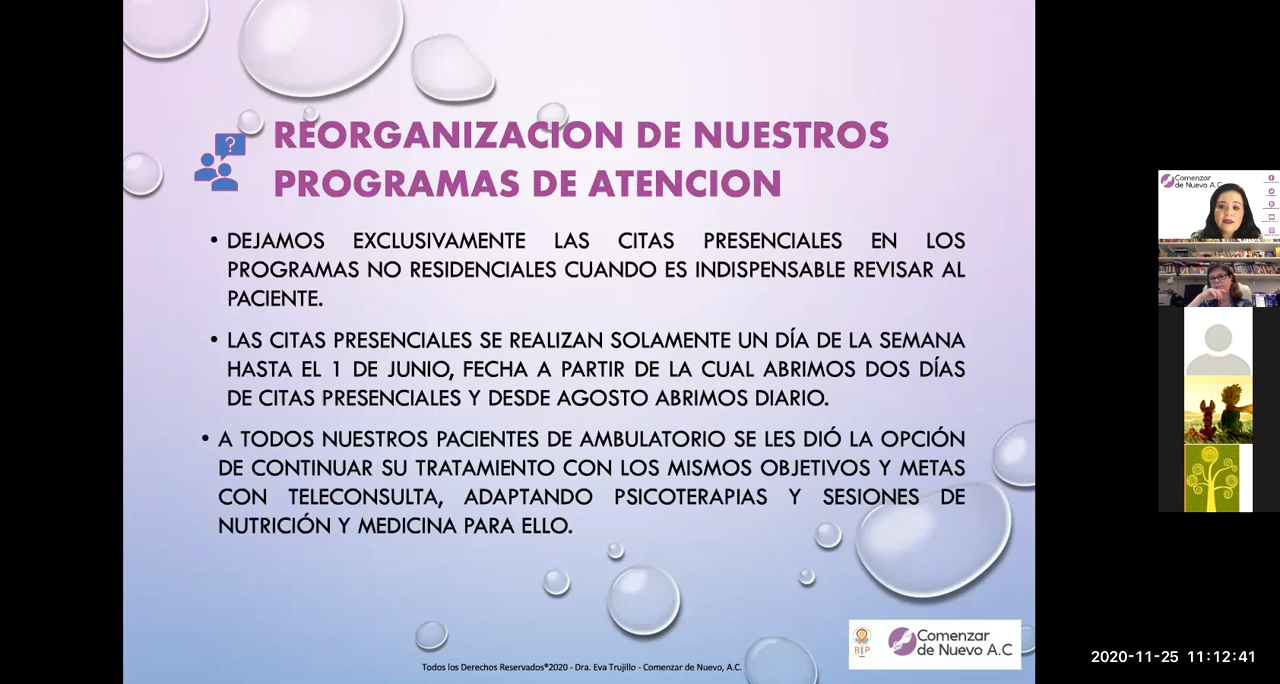 REORGANIZACION DE NUESTROS
PROGRAMAS DE ATENCION
• DEJAMOS EXCLUSIVAMENTE LAS CITAS PRESENCIALES EN LOS
PROGRAMAS NO RESIDENCIALES CUANDO ES INDISPENSABLE REVISAR AL
PACIENTE.
• LAS CITAS PRESENCIALES SE REALIZAN SOLAMENTE UN DÍA DE LA SEMANA
HASTA EL 1 DE JUNIO, FECHA A PARTIR DE LA CUAL ABRIMOS DOS DÍAS
DE CITAS PRESENCIALES Y DESDE AGOSTO ABRIMOS DIARIO.
• A TODOS NUESTROS PACIENTES DE AMBULATORIO SE LES DIÓ LA OPCIÓN
DE CONTINUAR SU TRATAMIENTO CON LOS MISMOS OBJETIVOS Y METAS
CON TELECONSULTA, ADAPTANDO PSICOTERAPIAS Y SESIONES DE
NUTRICIÓN Y MEDICINA PARA ELLO.
Comenzar
de Nuevo A.C
BIP
Comenzar
de Nuevo A.C
Todos los Derechos Reservados®2020 - Dra. Eva Trujillo - Comenzar de Nuevo, A.C.
2020-11-25 11:12:41